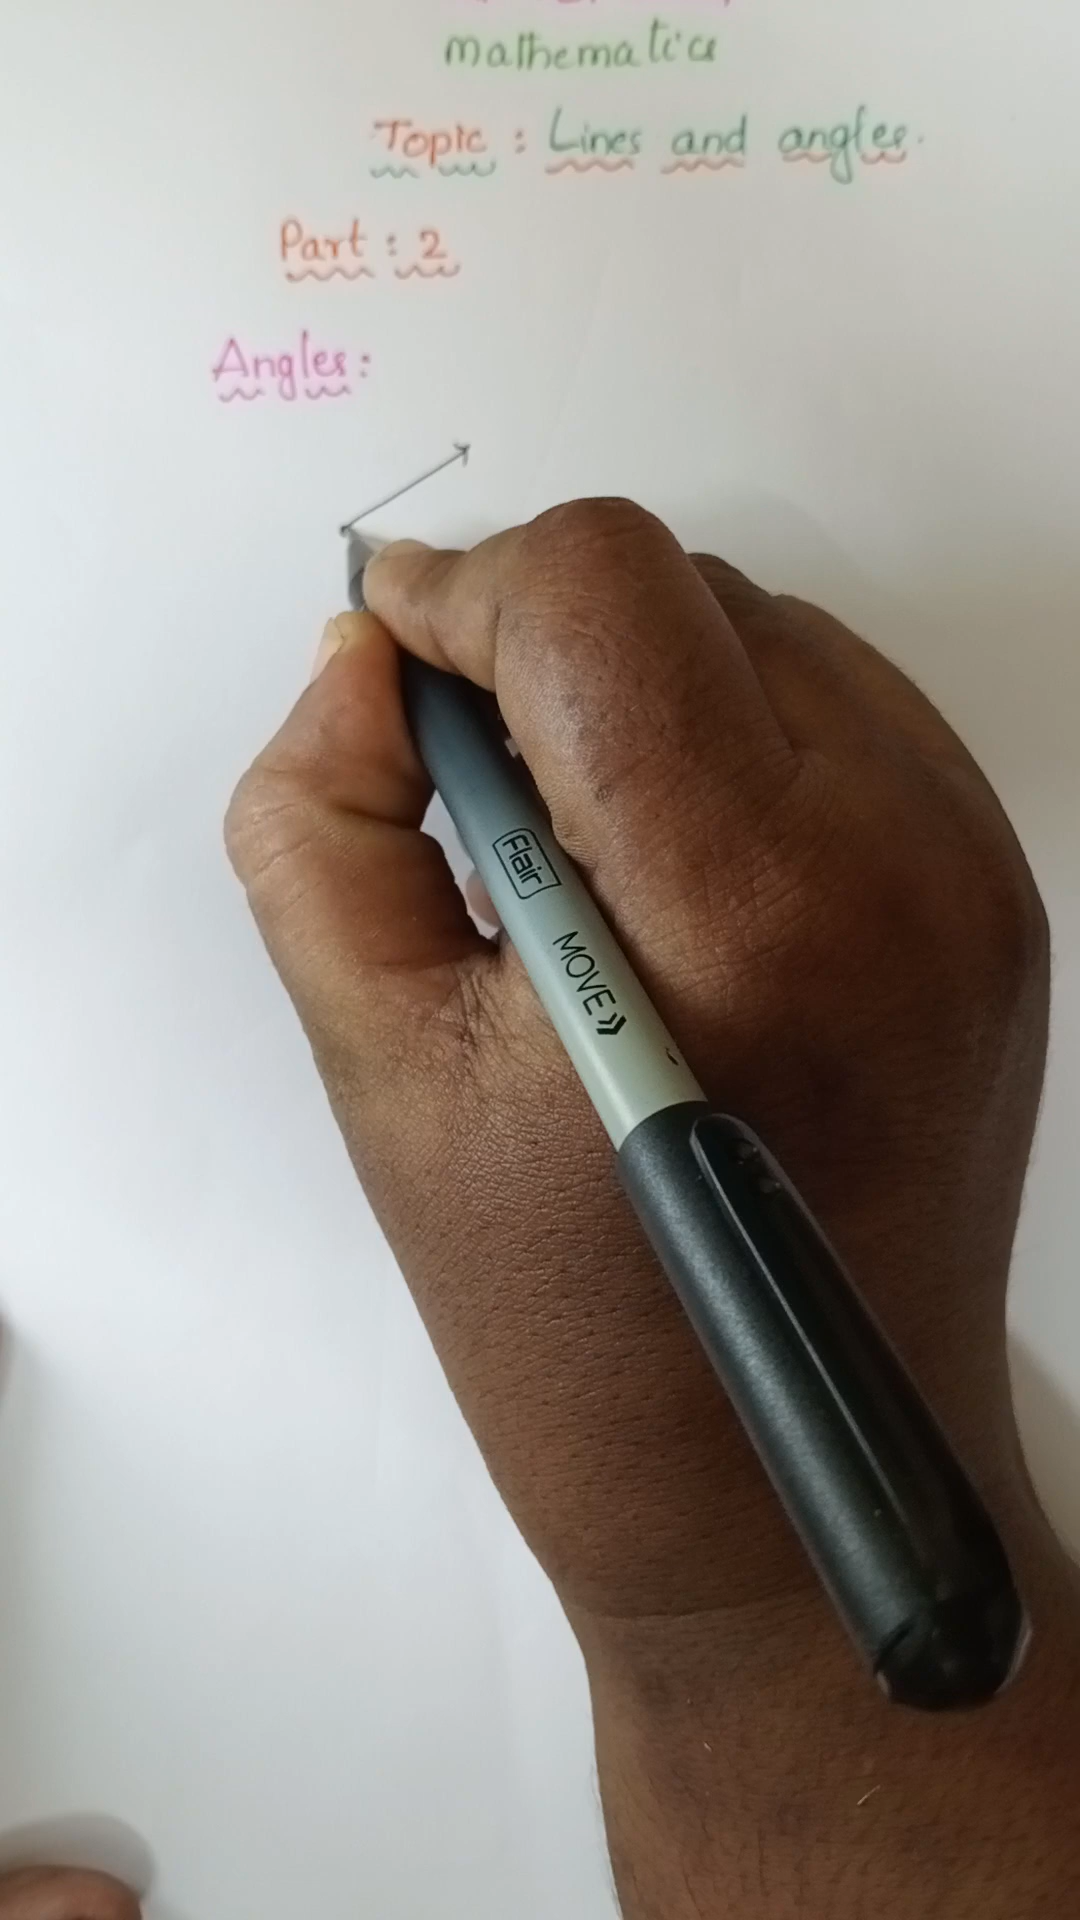 mathematics
Topic : Lines and angles.
Part : 2
Angles :
Flair
MOVE